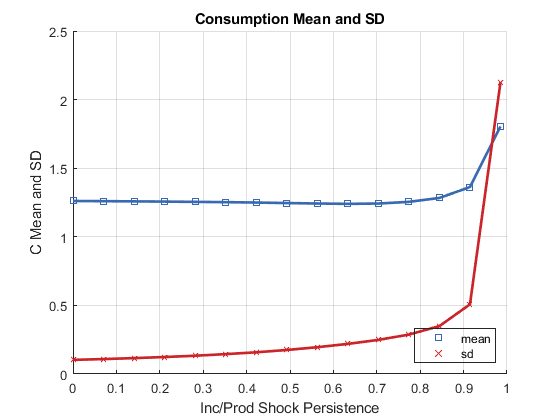 Consumption Mean and SD
2.5
2
1.5
1
0.5
0
C Mean and SD
mean
sd
0 0.1 0.2 0.3 0.4 0.5 0.6 0.7 0.8 0.9 1
Inc/Prod Shock Persistence